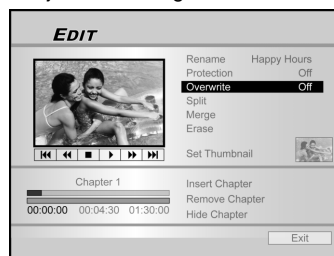 EDIT
Rename Happy Hours
Protection Off
Overwrite Off
Split
Merge
Erase
Set Thumbnail
Chapter 1
00:00:00 00:04:30 01:30:00
Insert Chapter
Remove Chapter
Hide Chapter
Exit